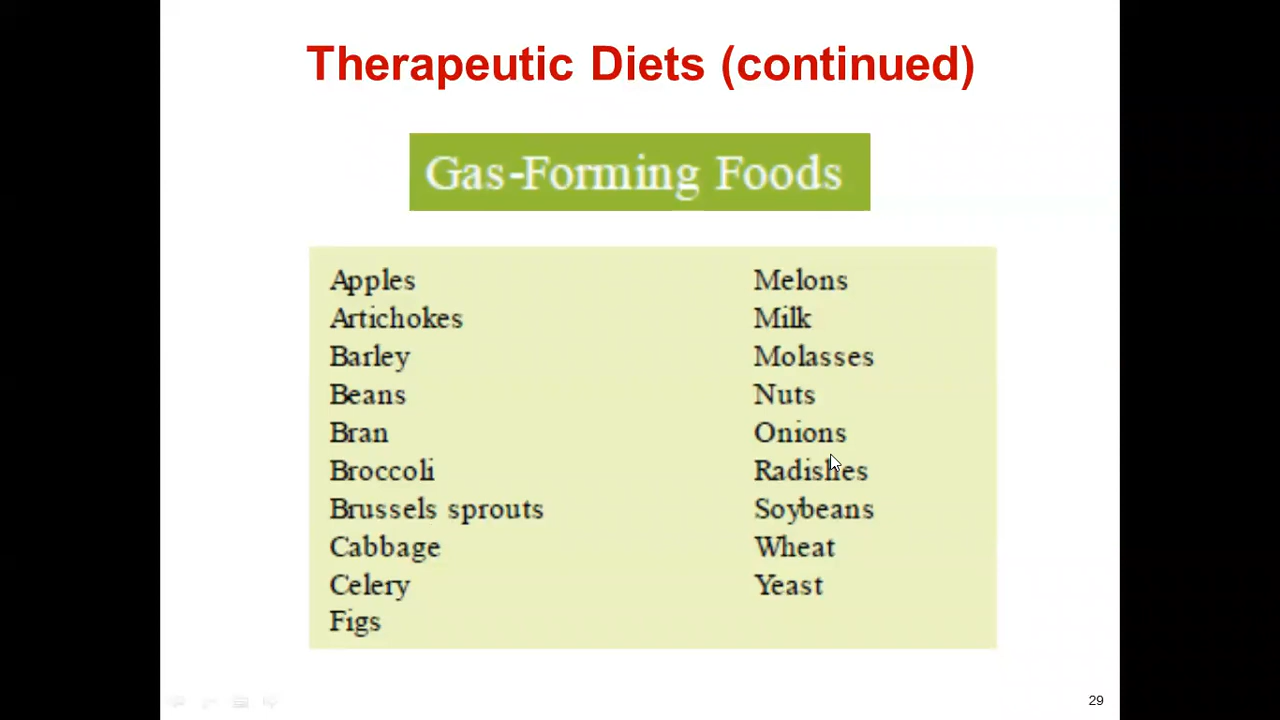 Therapeutic Diets (continued)
Gas-Forming Foods
Apples
Artichokes
Barley
Beans
Bran
Broccoli
Brussels sprouts
Cabbage
Celery
Figs
Melons
Milk
Molasses
Nuts
Onions
Radishes
Soybeans
Wheat
Yeast
29